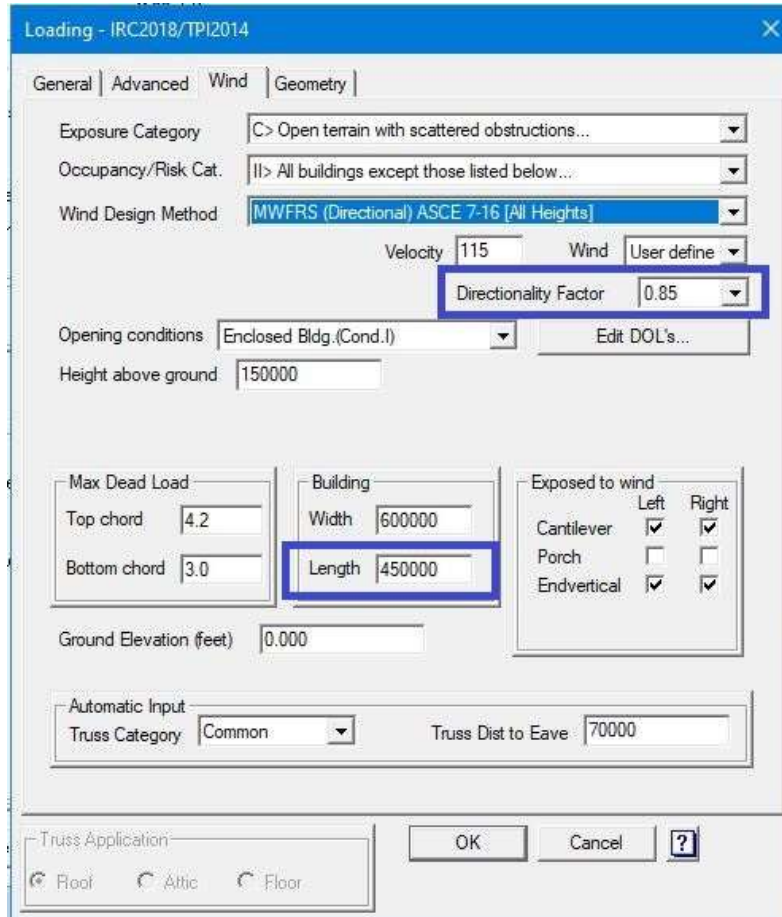 Loading - IRC2018/TPI2014
General Advanced Wind Geometry
Exposure Category C> Open terrain with scattered obstructions...
Occupancy/Risk Cat. II> All buildings except those listed below...
Wind Design Method MWFRS (Directional) ASCE 7-16 [All Heights]
Velocity 115 Wind User define
Directionality Factor 0.85
Opening conditions Enclosed Bldg.(Cond.I) Edit DOL's...
Height above ground 150000
Max Dead Load Building Exposed to wind
Left Right
Top chord 4.2 Width 600000 Cantilever
Porch
Bottom chord 3.0 Length 450000 Endvertical
Ground Elevation (feet) 0.000
Automatic Input
Truss Category Common Truss Dist to Eave 70000
Truss Application OK Cancel ?
Roof Attic Floor